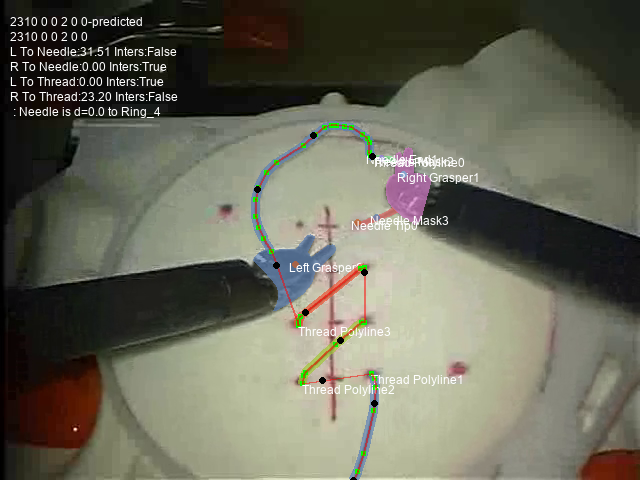 2310 0 0 2 0 0-predicted
2310 0 0 2 0 0
L To Needle:31.51 Inters:False
R To Needle:0.00 Inters:True
L To Thread:0.00 Inters:True
R To Thread:23.20 Inters:False
: Needle is d=0.0 to Ring_4
Right Grasper1
Needle Mask3
Needle Tip0
Left Grasper
Thread Polyline3
Thread Polyline1
Thread Polyline2